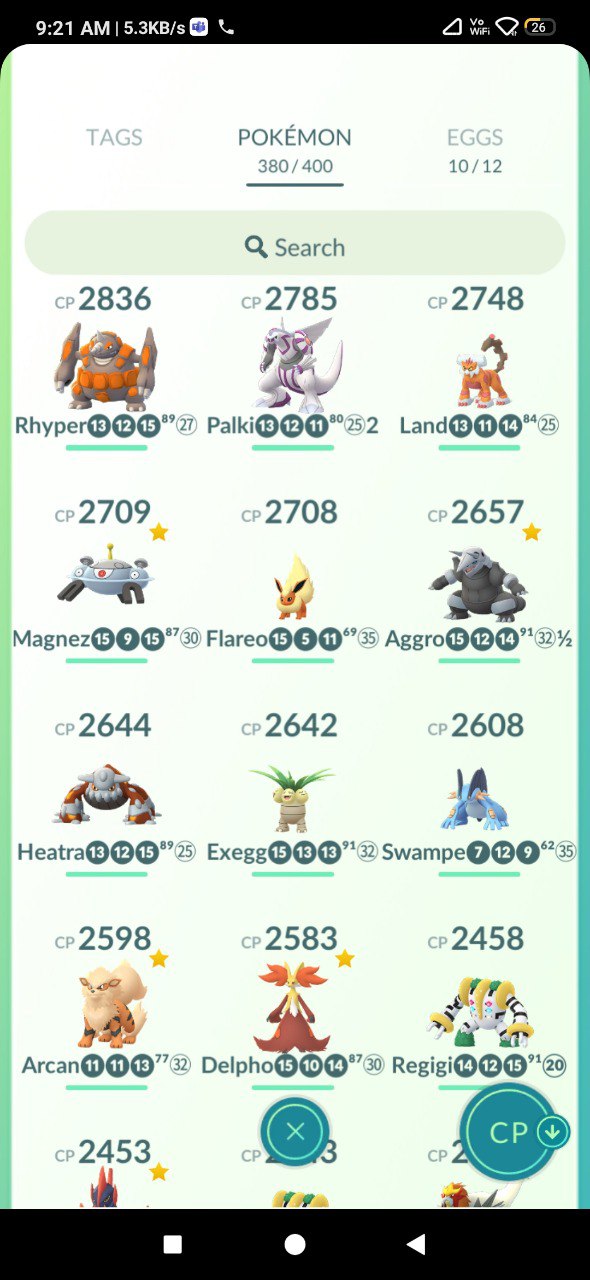 9:21 AM | 5.3KB/s Vo WiFi 26
TAGS POKÉMON EGGS
380 / 400 10 / 12
Search
CP 2836 CP 2785 CP 2748
Rhyper⓭⓬⓯⁸⁹㉗ Palki⓭⓬⓫⁸⁰㉕2 Land⓭⓫⓮⁸⁴㉕
CP 2709 CP 2708 CP 2657
Magnez⓯❾⓯⁸⁷㉚ Flareo⓯❺⓫⁶⁹㉟ Aggro⓯⓬⓮⁹¹㉜½
CP 2644 CP 2642 CP 2608
Heatra⓭⓬⓯⁸⁹㉕ Exegg⓯⓭⓭⁹¹㉜ Swampe❼⓬❾⁶²㉟
CP 2598 CP 2583 CP 2458
Arcan⓫⓫⓭⁷⁷㉜ Delpho⓯❿⓮⁸⁷㉚ Regigi⓮⓬⓯⁹¹⑳
CP 2453 CP CP
CP